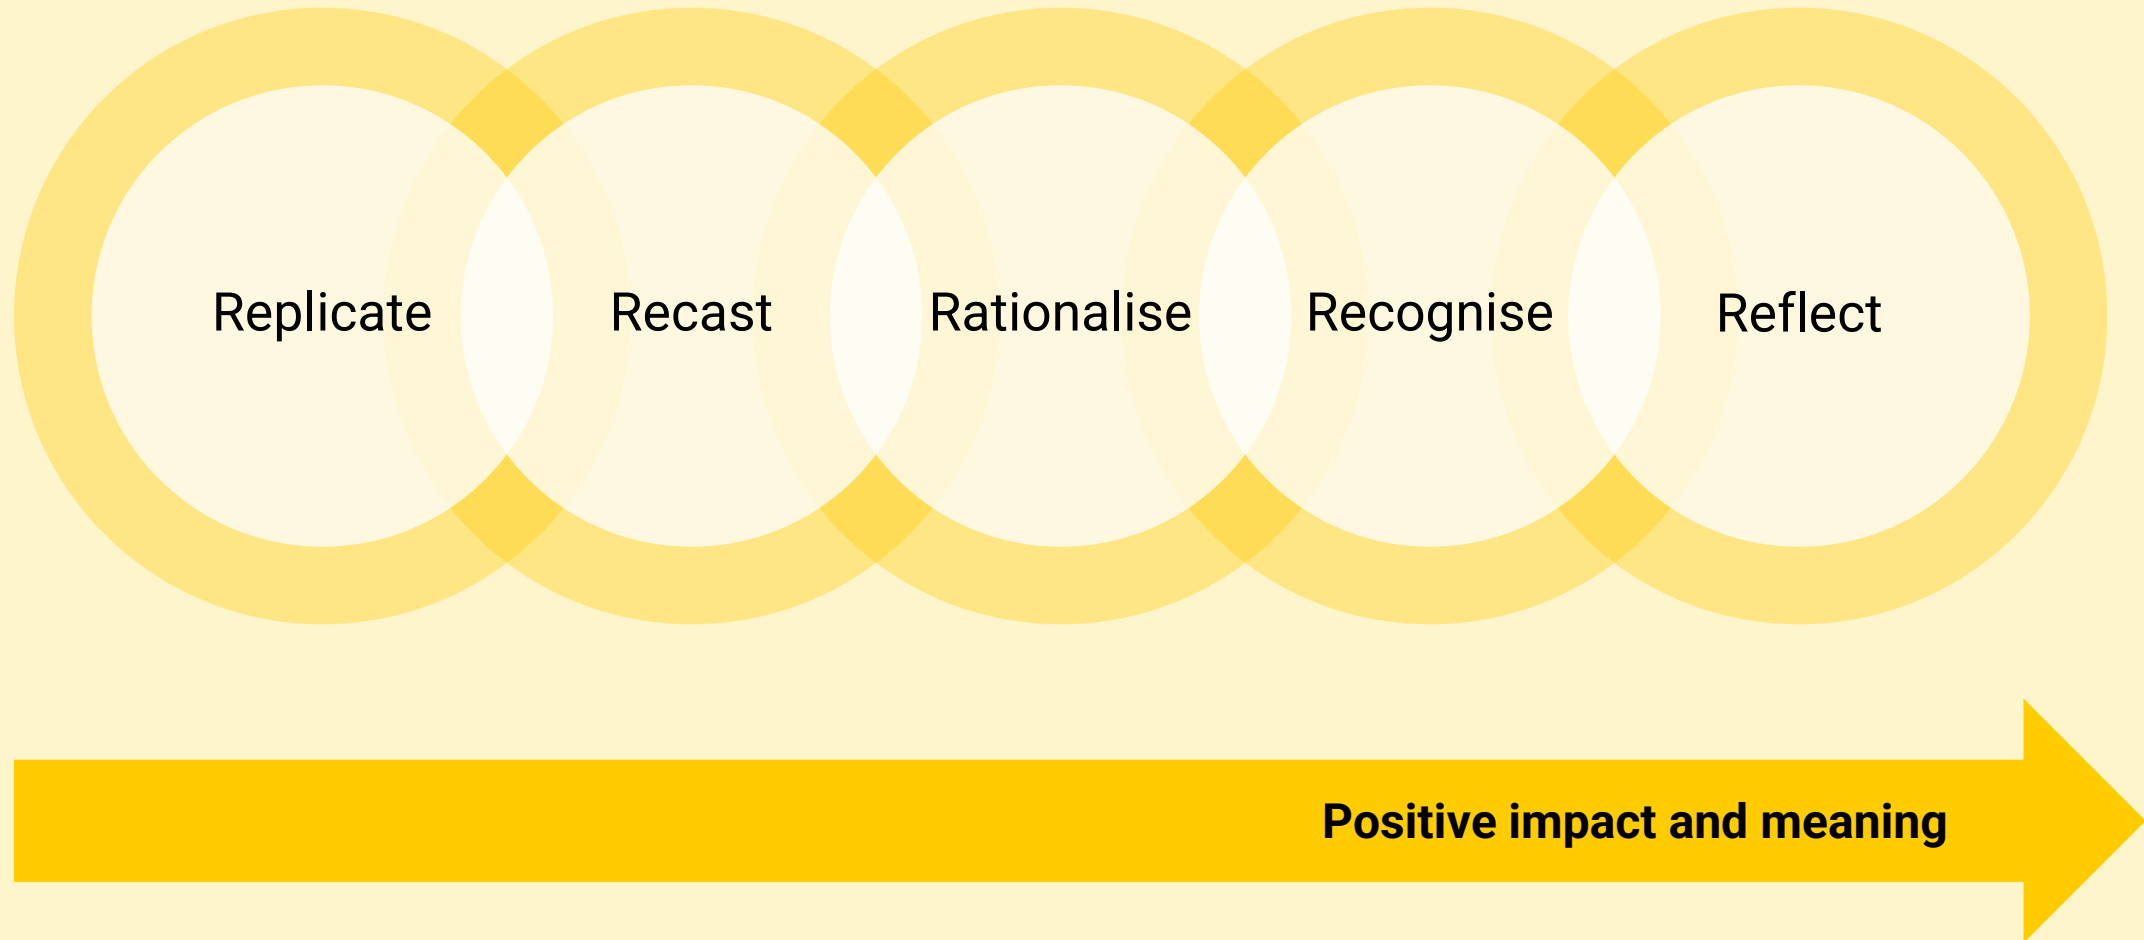 Replicate
Recast
Rationalise
Recognise
Reflect
Positive impact and meaning